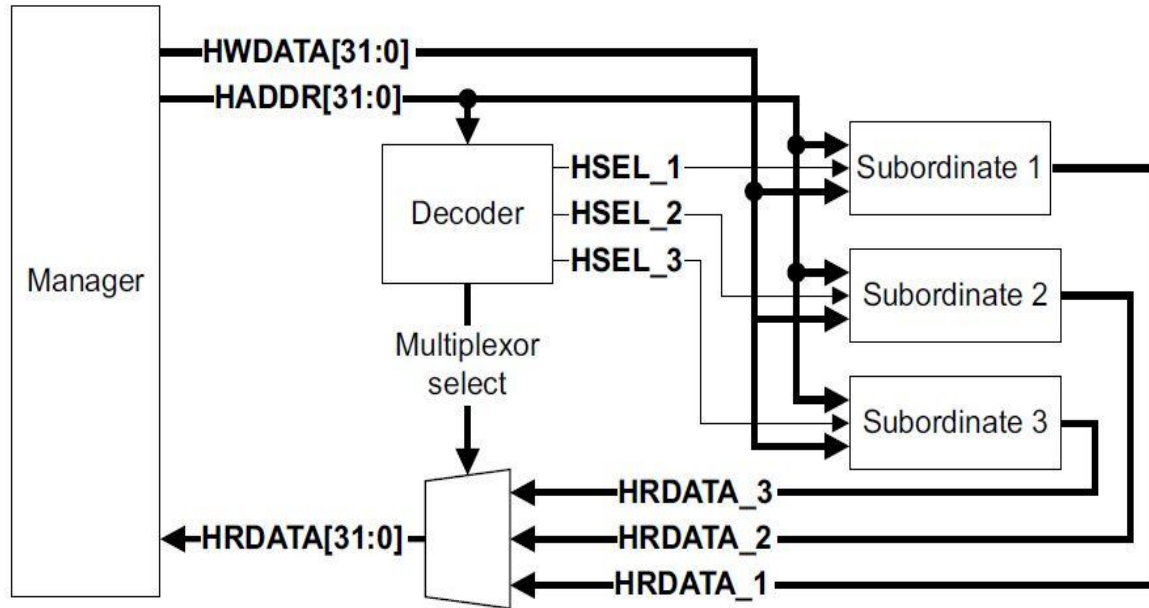 HWDATA[31:0]
HADDR[31:0]
HSEL_1
Subordinate 1
Decoder
HSEL_2
HSEL_3
Manager
Subordinate 2
Multiplexor
select
Subordinate 3
HRDATA_3
HRDATA[31:0]
HRDATA_2
HRDATA_1